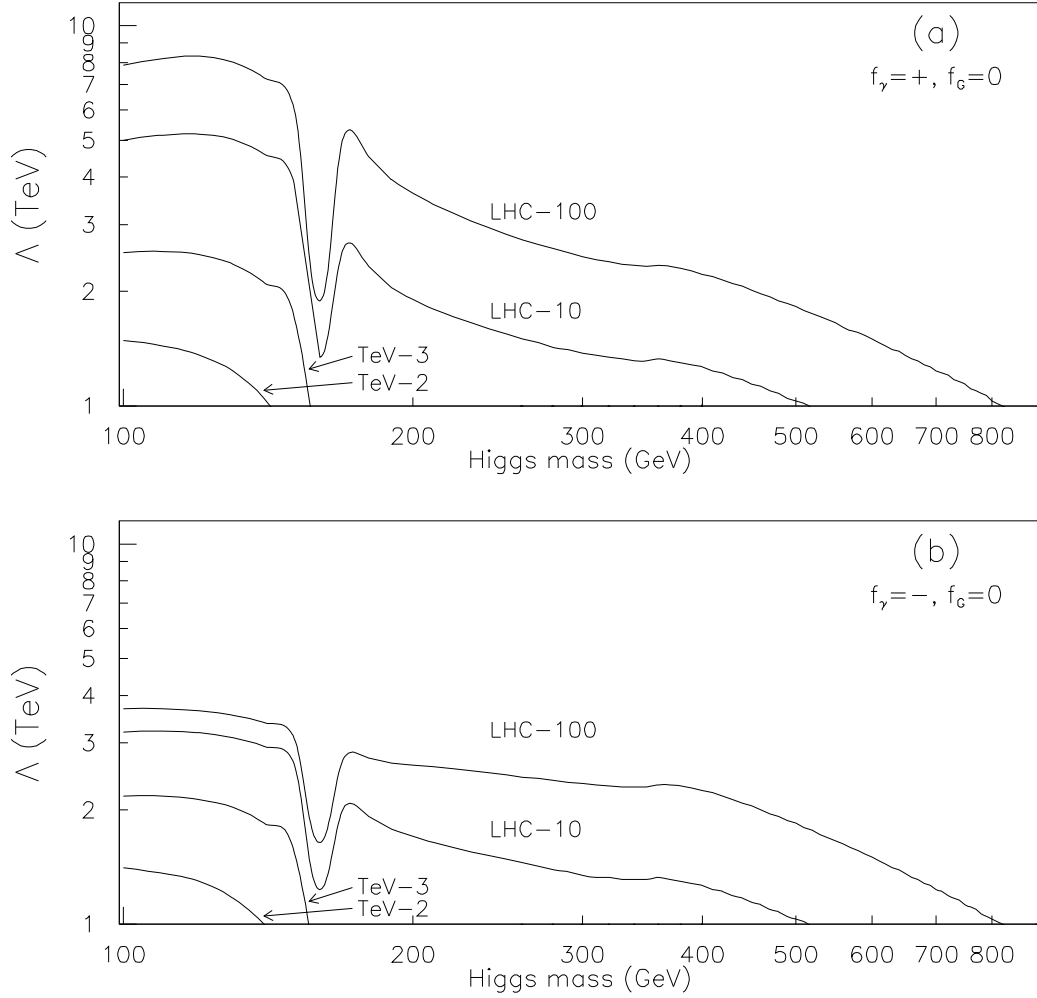 (a)
f_γ=+, f_G=0
10
9
8
7
6
5
4
3
2
1
Λ (TeV)
LHC−100
LHC−10
TeV−3
TeV−2
100 200 300 400 500 600 700 800
Higgs mass (GeV)
(b)
f_γ=−, f_G=0
10
9
8
7
6
5
4
3
2
1
Λ (TeV)
LHC−100
LHC−10
TeV−3
TeV−2
100 200 300 400 500 600 700 800
Higgs mass (GeV)